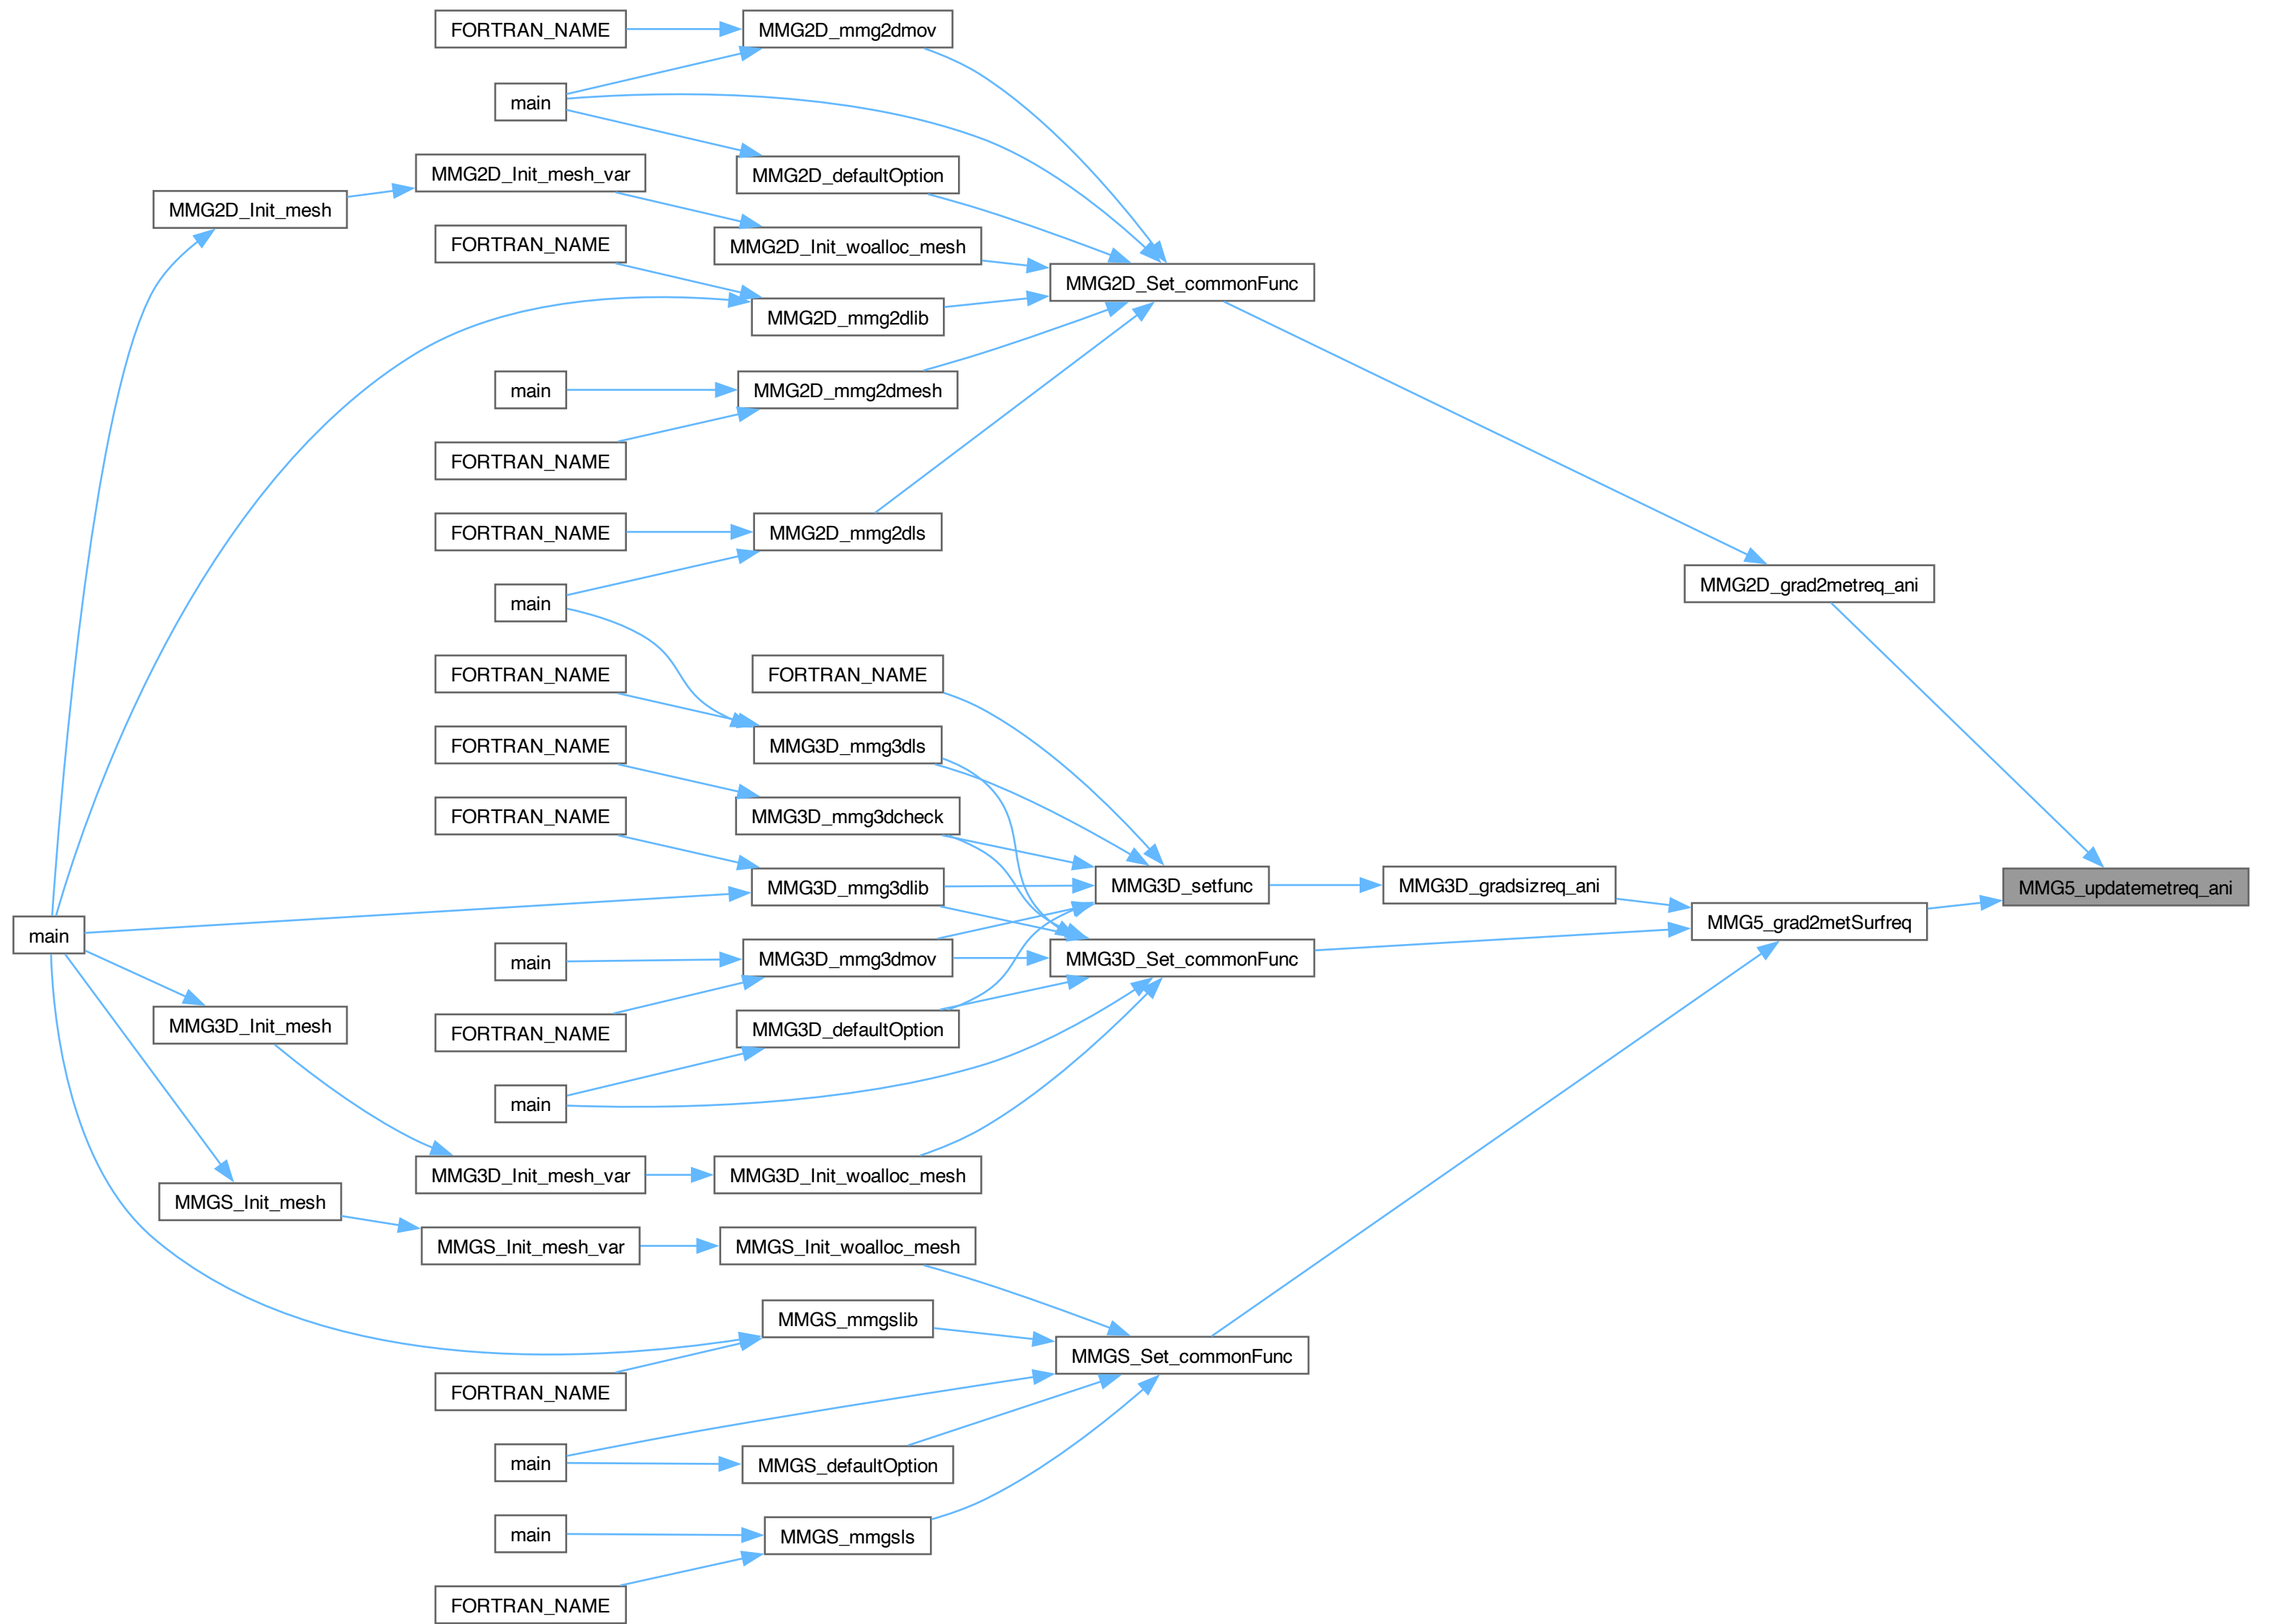 FORTRAN_NAME
MMG2D_mmg2dmov
main
MMG2D_defaultOption
MMG2D_Init_mesh_var
MMG2D_Init_mesh
MMG2D_Init_woalloc_mesh
FORTRAN_NAME
MMG2D_Set_commonFunc
MMG2D_mmg2dlib
main
MMG2D_mmg2dmesh
FORTRAN_NAME
FORTRAN_NAME
MMG2D_mmg2dls
MMG2D_grad2metreq_ani
main
FORTRAN_NAME
FORTRAN_NAME
FORTRAN_NAME
MMG3D_mmg3dls
FORTRAN_NAME
MMG3D_mmg3dcheck
MMG3D_mmg3dlib
MMG3D_setfunc
MMG3D_gradsizreq_ani
MMG5_updatemetreq_ani
MMG5_grad2metSurfreq
main
main
MMG3D_mmg3dmov
MMG3D_Set_commonFunc
MMG3D_Init_mesh
FORTRAN_NAME
MMG3D_defaultOption
main
MMG3D_Init_mesh_var
MMG3D_Init_woalloc_mesh
MMGS_Init_mesh
MMGS_Init_mesh_var
MMGS_Init_woalloc_mesh
MMGS_mmgslib
MMGS_Set_commonFunc
FORTRAN_NAME
main
MMGS_defaultOption
main
MMGS_mmgsls
FORTRAN_NAME